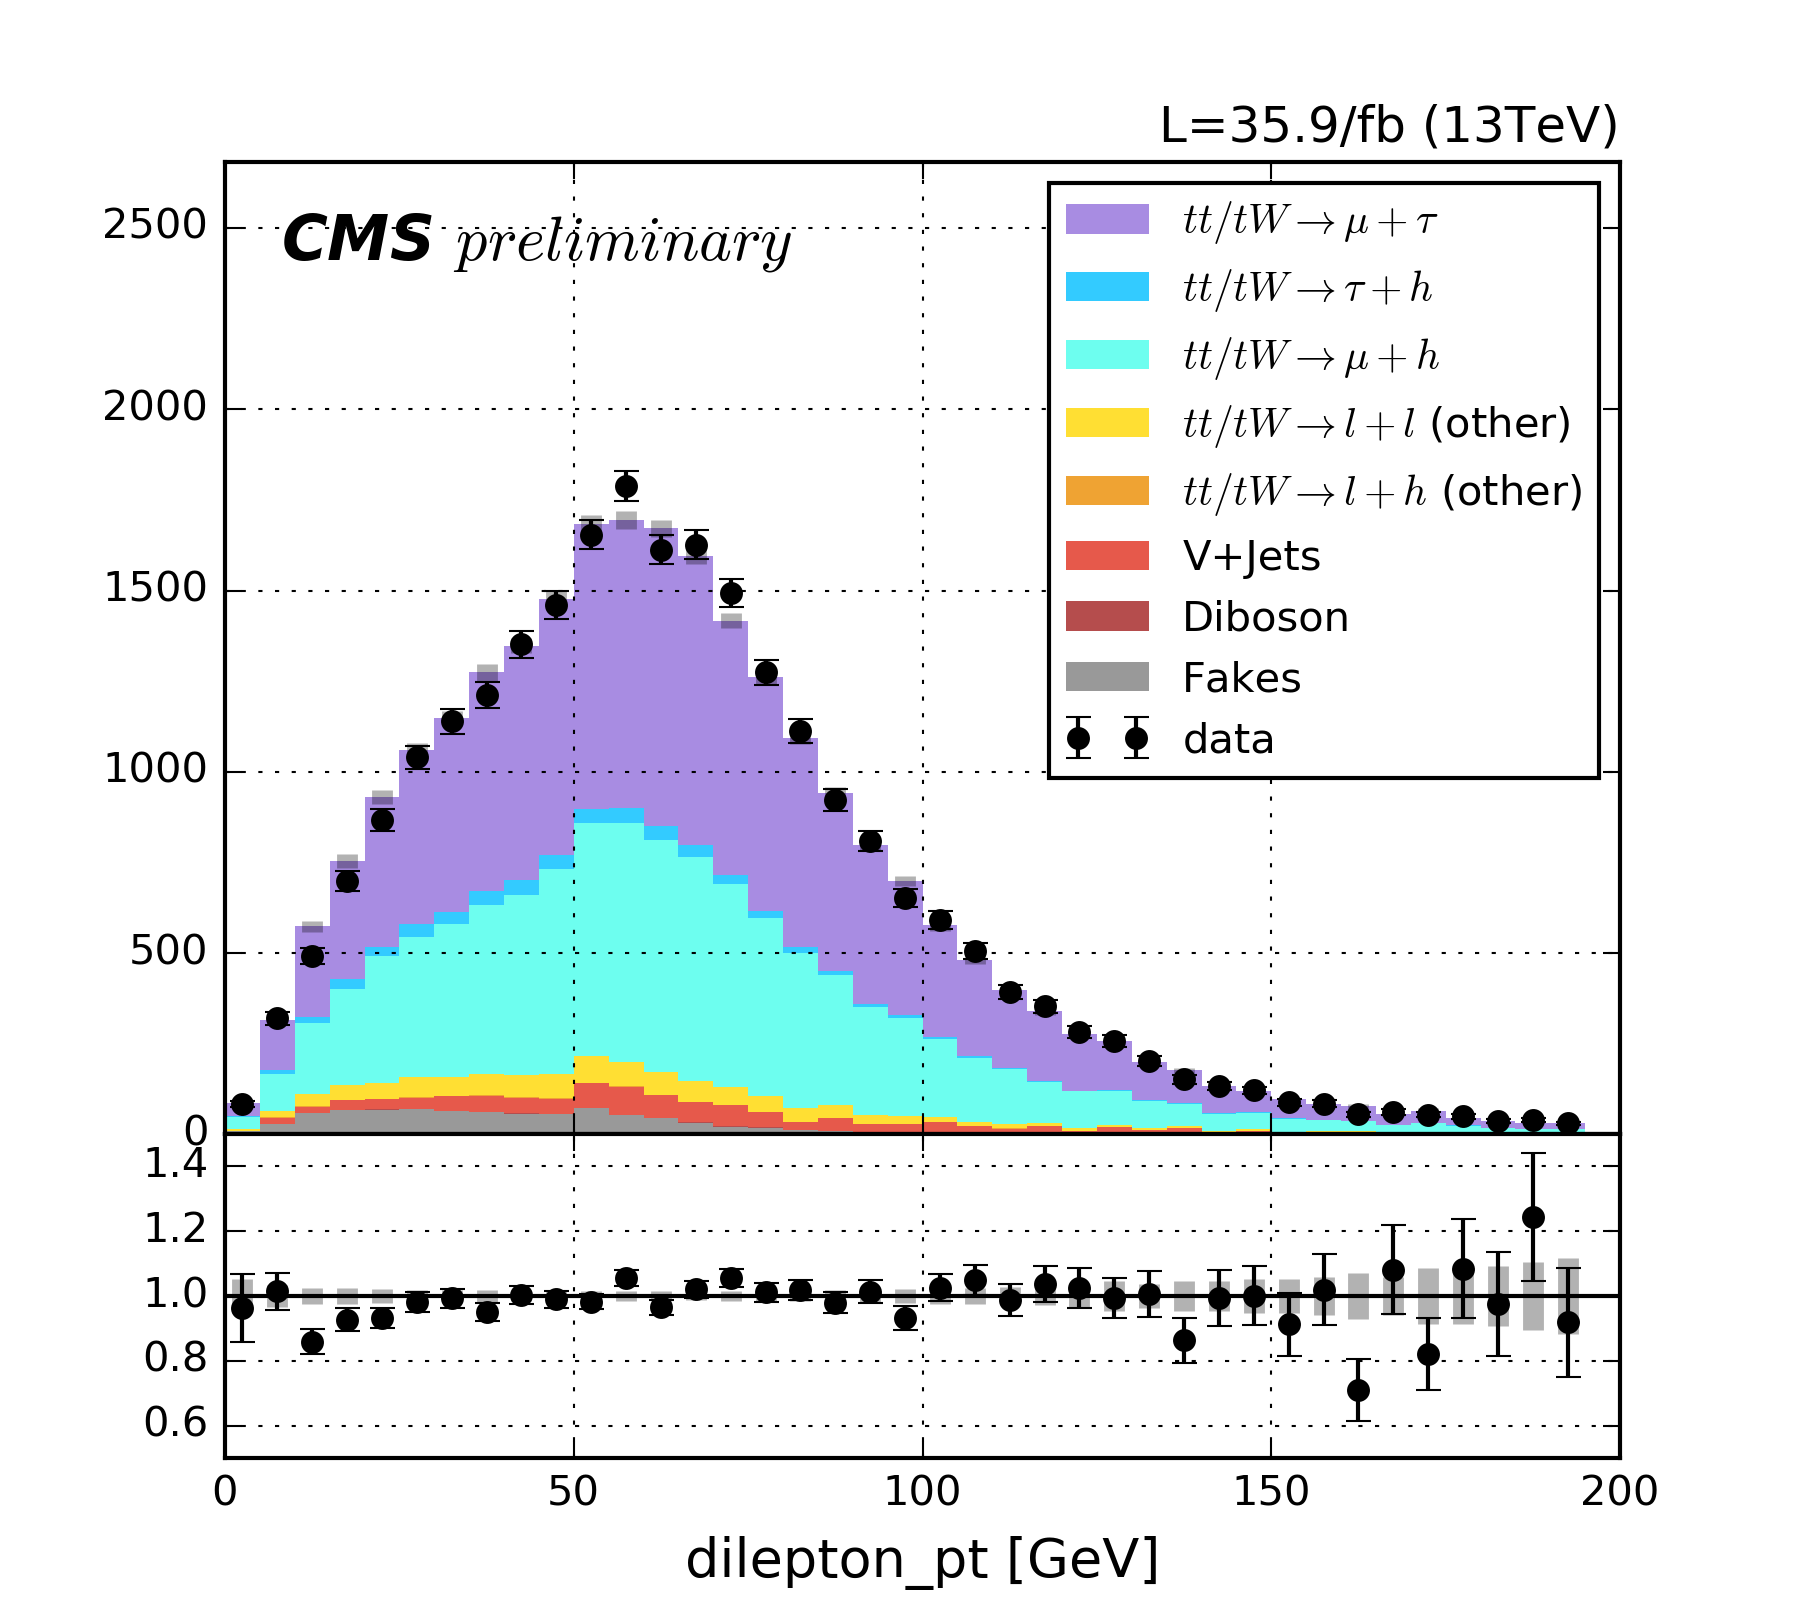 L=35.9/fb (13TeV)
CMS preliminary
2500
2000
1500
1000
500
0
tt/tW → μ + τ
tt/tW → τ + h
tt/tW → μ + h
tt/tW → l + l (other)
tt/tW → l + h (other)
V+Jets
Diboson
Fakes
data
1.4
1.2
1.0
0.8
0.6
0 50 100 150 200
dilepton_pt [GeV]